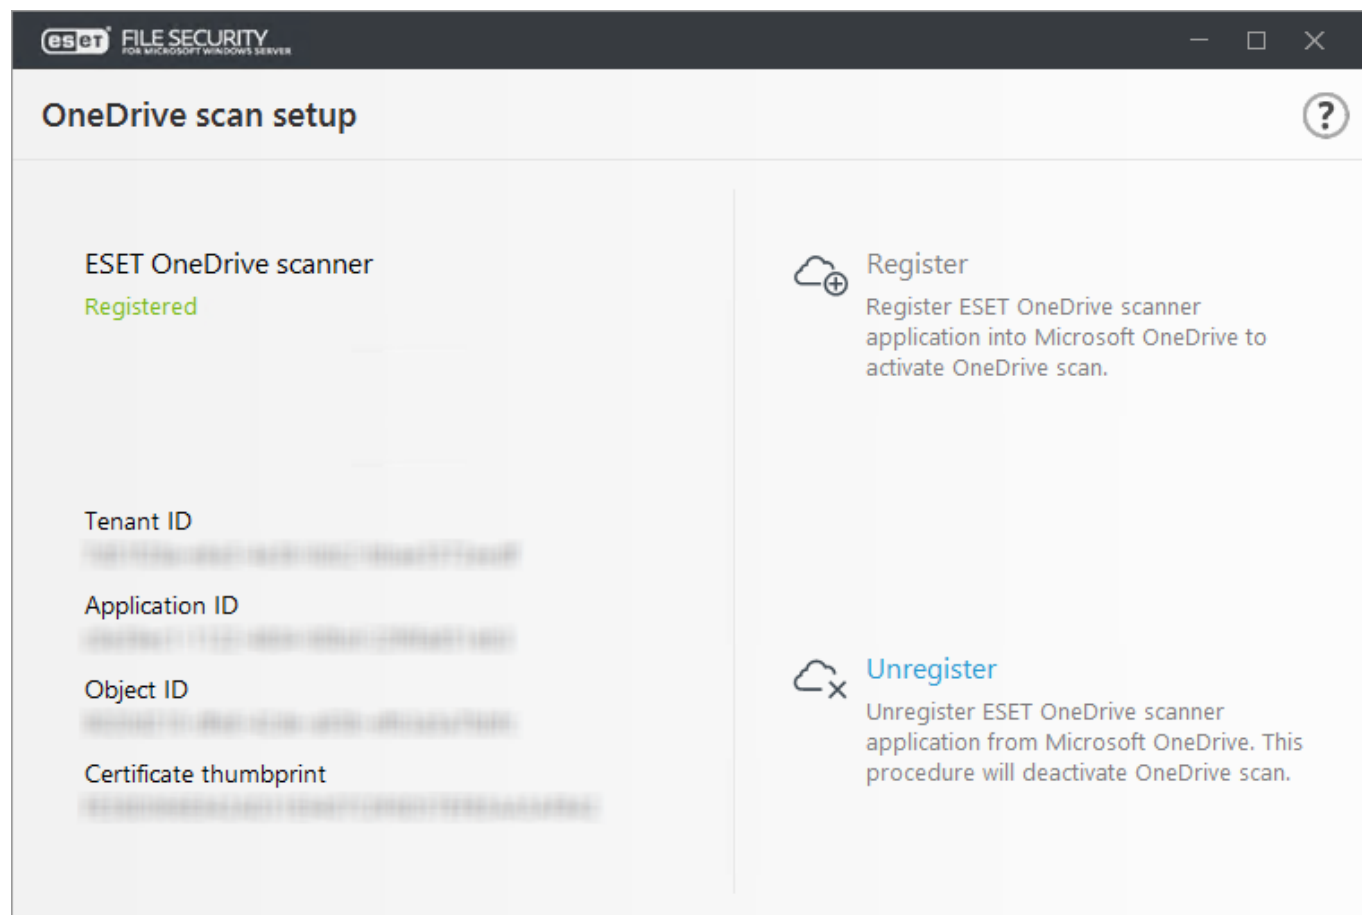 eset FILE SECURITY
FOR MICROSOFT WINDOWS SERVER
OneDrive scan setup
?
ESET OneDrive scanner
Registered
Tenant ID
Application ID
Object ID
Certificate thumbprint
Register
Register ESET OneDrive scanner
application into Microsoft OneDrive to
activate OneDrive scan.
Unregister
Unregister ESET OneDrive scanner
application from Microsoft OneDrive. This
procedure will deactivate OneDrive scan.